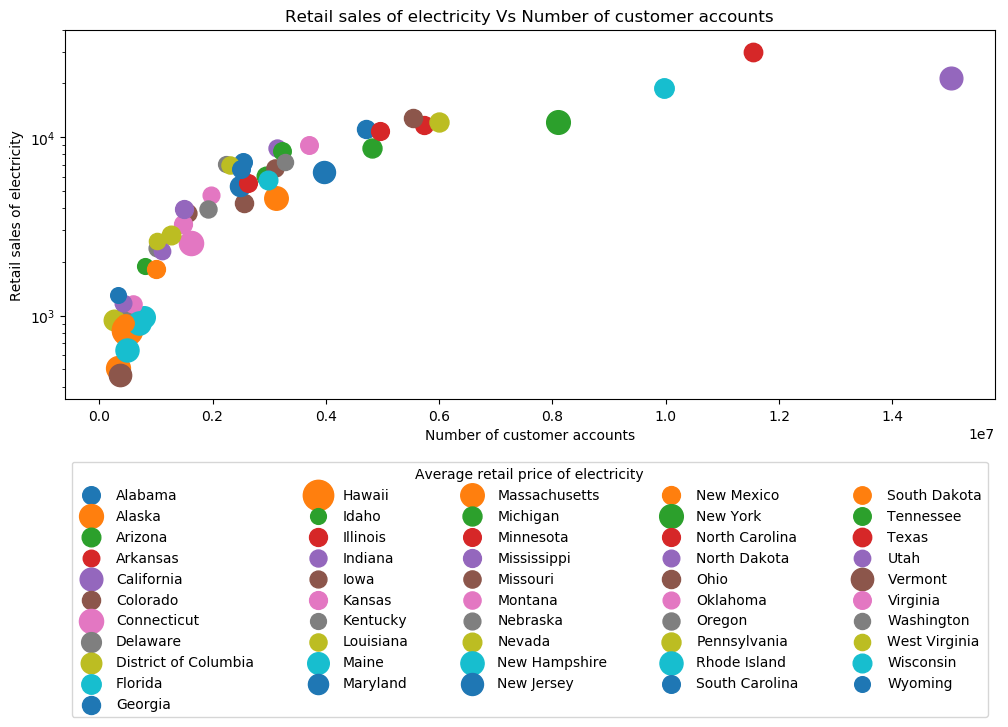 Retail sales of electricity Vs Number of customer accounts
Retail sales of electricity
10^4
10^3
0.0 0.2 0.4 0.6 0.8 1.0 1.2 1.4
1e7
Number of customer accounts
Average retail price of electricity
Alabama Hawaii Massachusetts New Mexico South Dakota
Alaska Idaho Michigan New York Tennessee
Arizona Illinois Minnesota North Carolina Texas
Arkansas Indiana Mississippi North Dakota Utah
California Iowa Missouri Ohio Vermont
Colorado Kansas Montana Oklahoma Virginia
Connecticut Kentucky Nebraska Oregon Washington
Delaware Louisiana Nevada Pennsylvania West Virginia
District of Columbia Maine New Hampshire Rhode Island Wisconsin
Florida Maryland New Jersey South Carolina Wyoming
Georgia